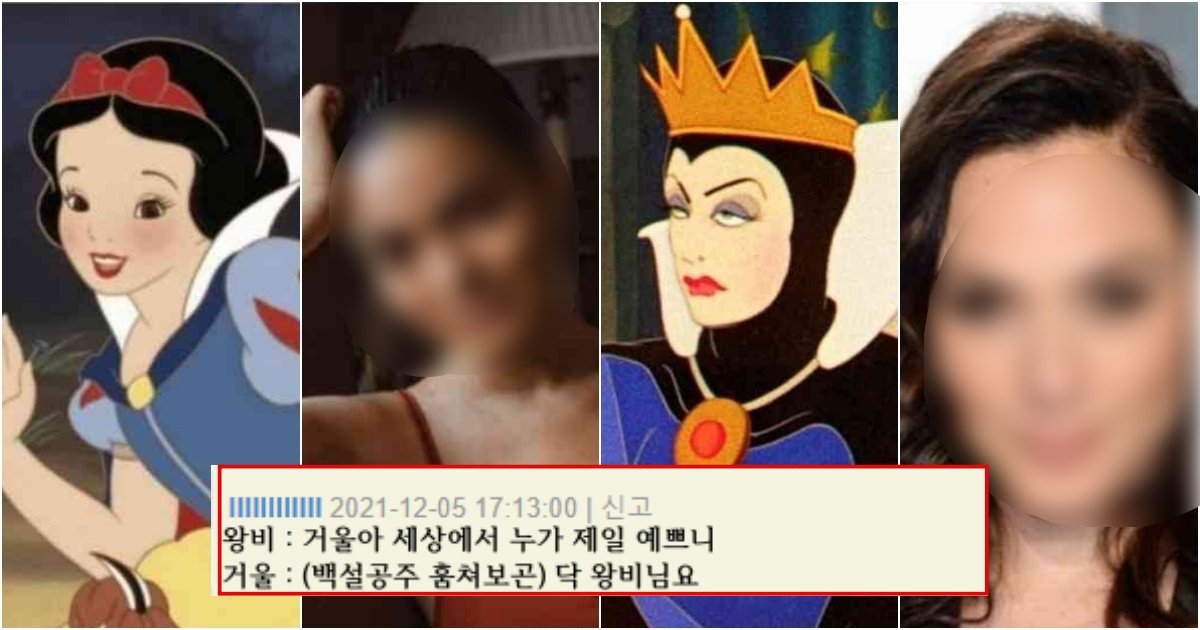 llllllllllll 2021-12-05 17:13:00 | 신고
왕비 : 거울아 세상에서 누가 제일 예쁘니
거울 : (백설공주 훔쳐보곤) 닥 왕비님요